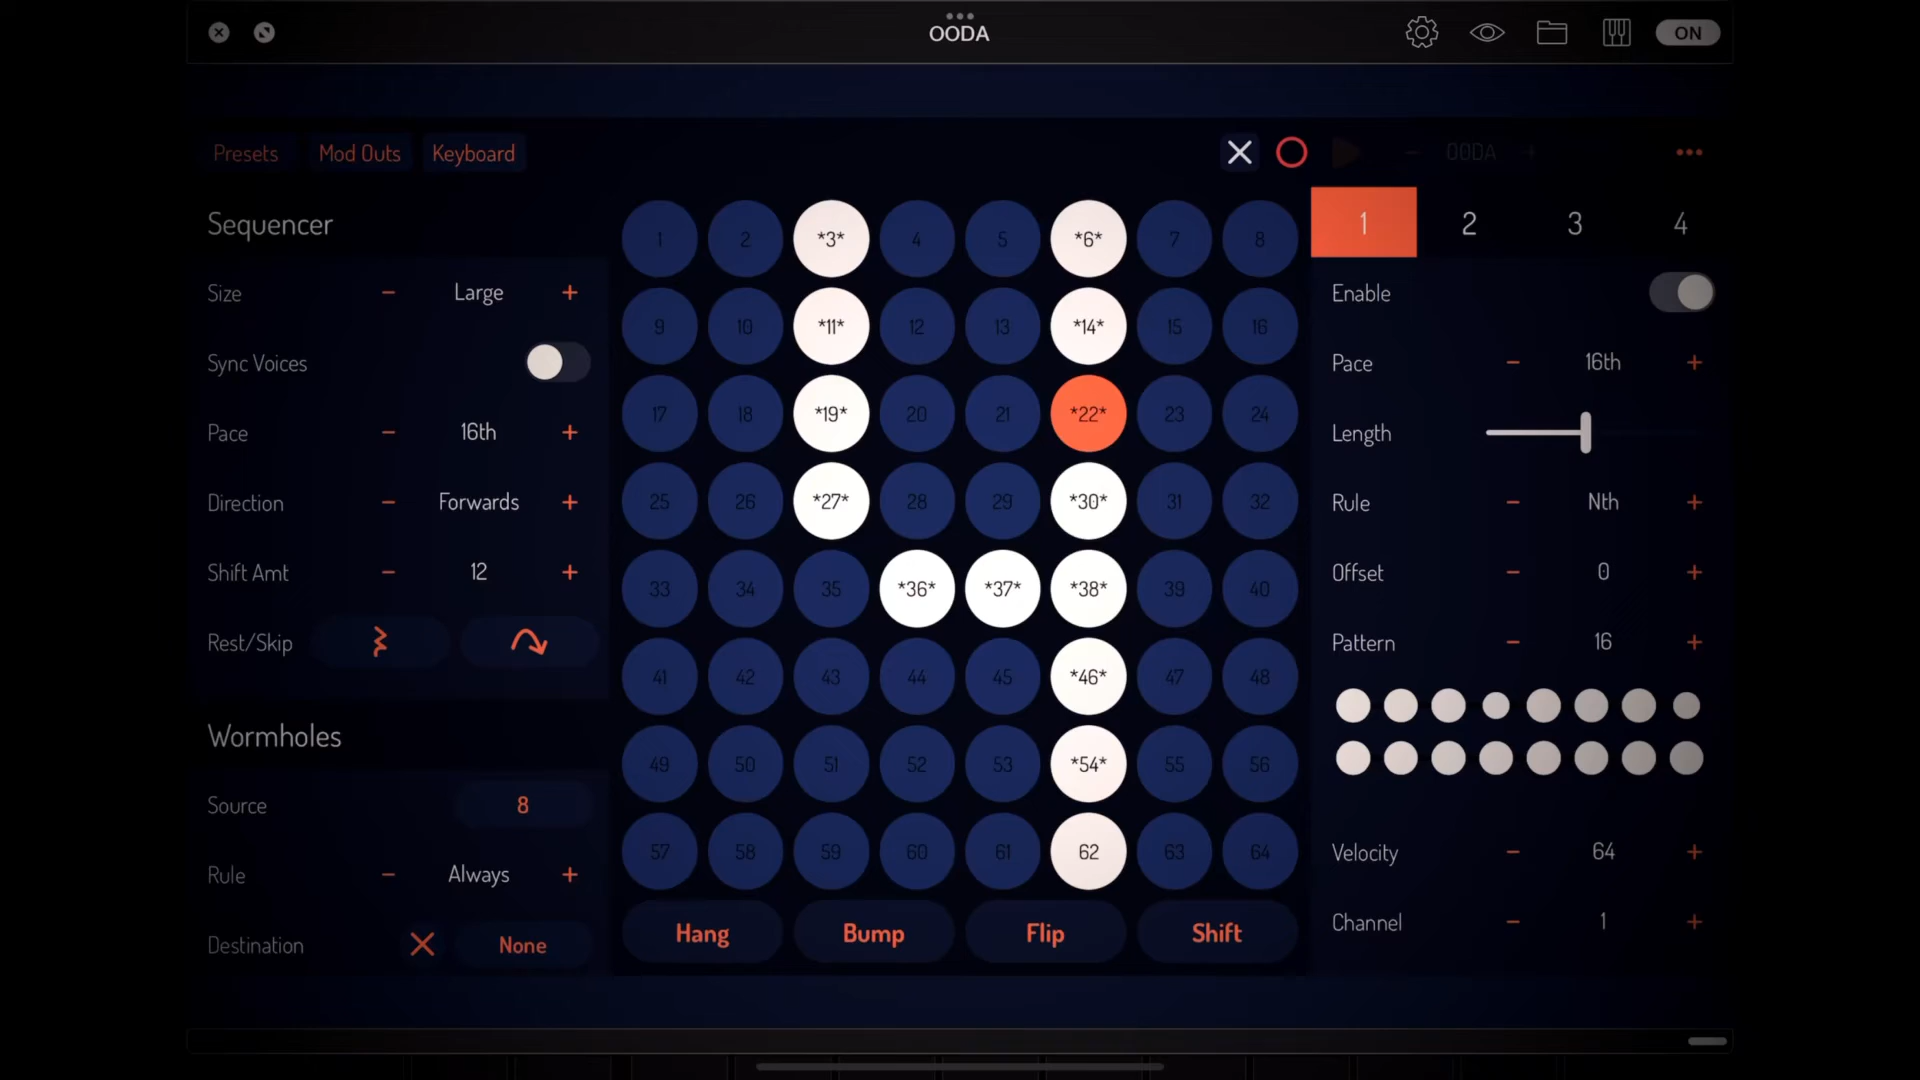 OODA
ON
Presets Mod Outs Keyboard
− OODA +
Sequencer
Size − Large +
Sync Voices
Pace − 16th +
Direction − Forwards +
Shift Amt − 12 +
Rest/Skip
Wormholes
Source 8
Rule − Always +
Destination None
1 2 *3* 4 5 *6* 7 8
9 10 *11* 12 13 *14* 15 16
17 18 *19* 20 21 *22* 23 24
25 26 *27* 28 29 *30* 31 32
33 34 35 *36* *37* *38* 39 40
41 42 43 44 45 *46* 47 48
49 50 51 52 53 *54* 55 56
57 58 59 60 61 62 63 64
Hang Bump Flip Shift
1 2 3 4
Enable
Pace − 16th +
Length
Rule − Nth +
Offset − 0 +
Pattern − 16 +
Velocity − 64 +
Channel − 1 +